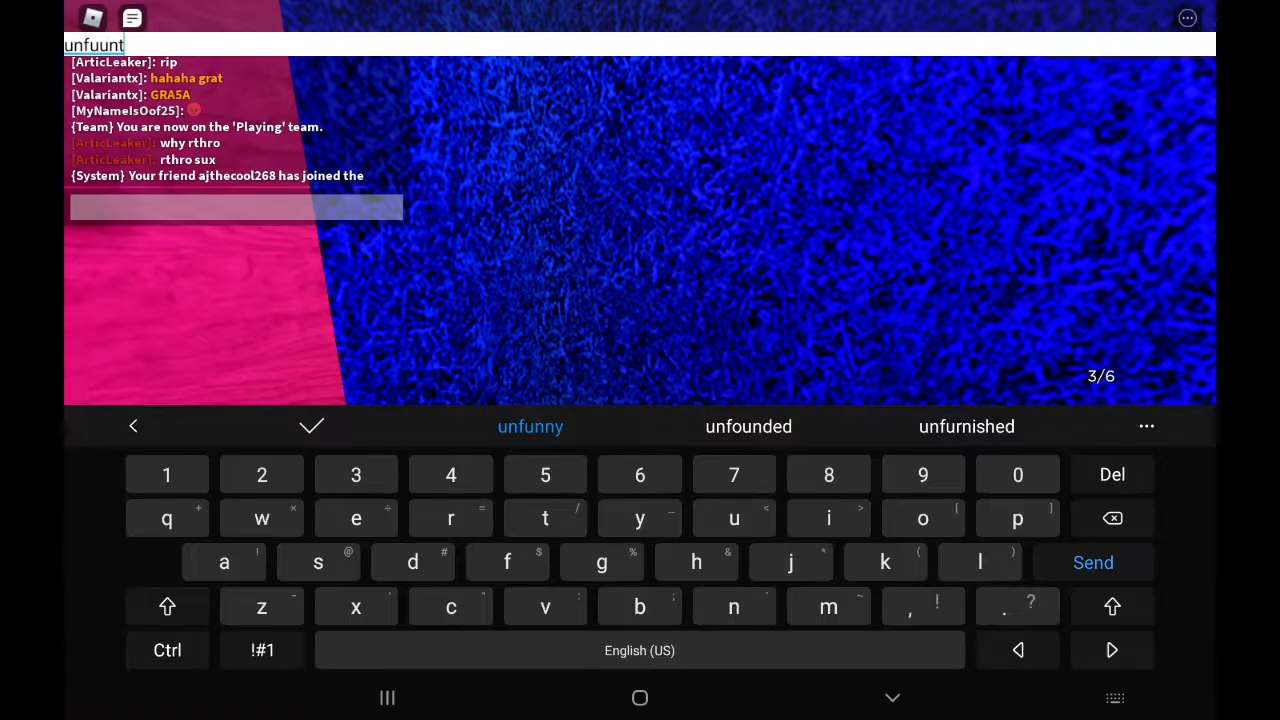 unfuunt
[ArticLeaker]: rip
[Valariantx]: hahaha grat
[Valariantx]: GRA5A
[MyNameIsOof25]:
{Team} You are now on the 'Playing' team.
[ArticLeaker]: why rthro
[ArticLeaker]: rthro sux
{System} Your friend ajthecool268 has joined the
3/6
unfunny unfounded unfurnished
1 2 3 4 5 6 7 8 9 0 Del
q + w × e ÷ r = t / y _ u < i > o [ p ]
a ! s @ d # f $ g % h & j * k ( l ) Send
z - x ' c " v : b ; n ` m ~ , ! . ?
Ctrl !#1 English (US)